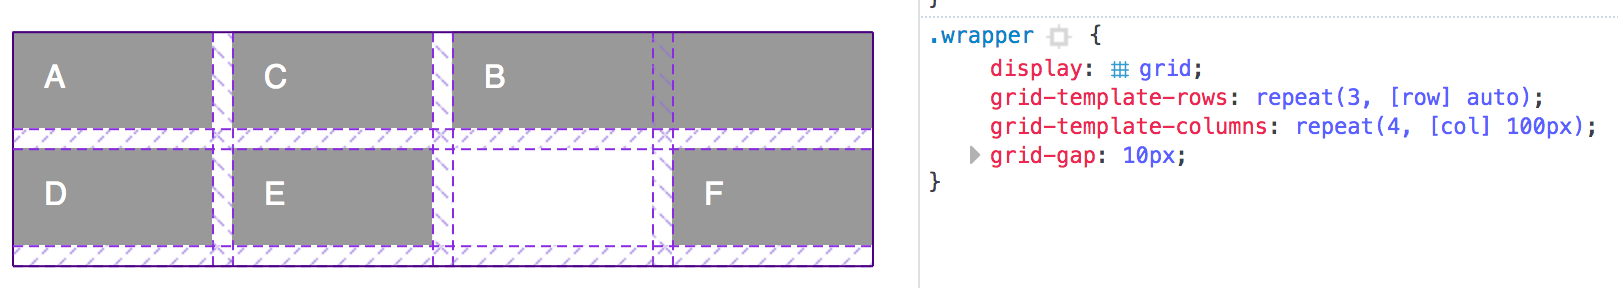 A C B
D E F
}
.wrapper {
display: grid;
grid-template-rows: repeat(3, [row] auto);
grid-template-columns: repeat(4, [col] 100px);
grid-gap: 10px;
}